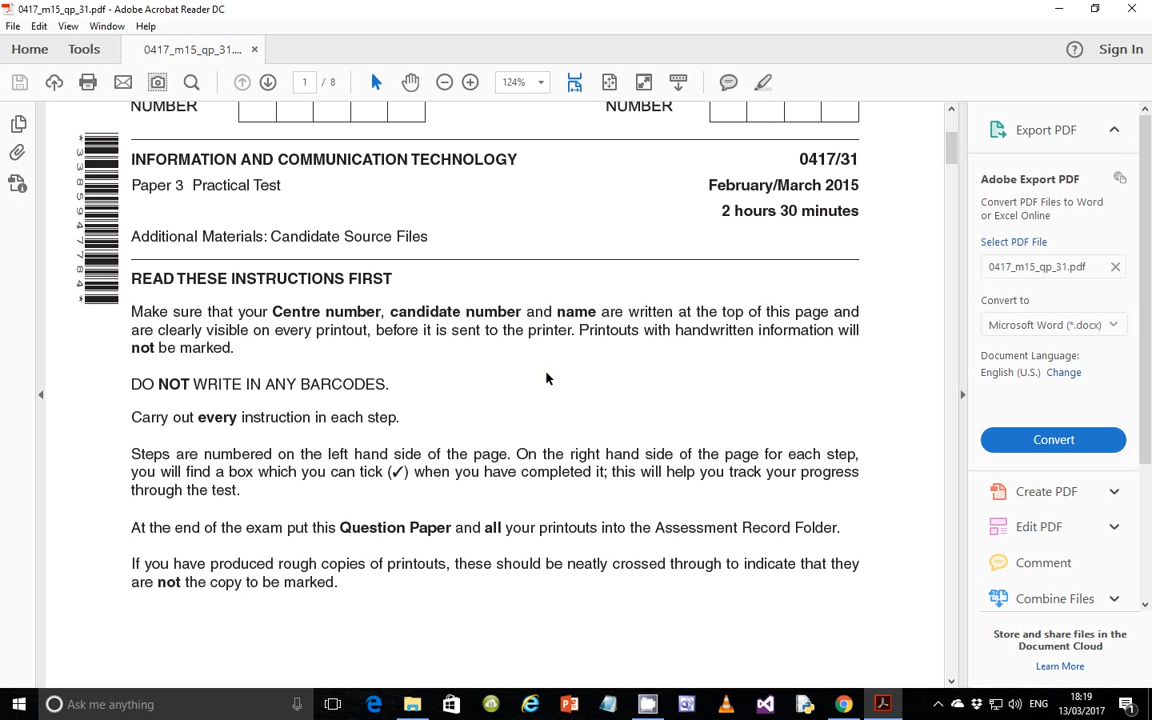 0417_m15_qp_31.pdf - Adobe Acrobat Reader DC
File Edit View Window Help
Home Tools 0417_m15_qp_31.... × Sign In
1 / 8 124%
NUMBER NUMBER
INFORMATION AND COMMUNICATION TECHNOLOGY 0417/31
Paper 3 Practical Test February/March 2015
2 hours 30 minutes
Additional Materials: Candidate Source Files
READ THESE INSTRUCTIONS FIRST
Make sure that your Centre number, candidate number and name are written at the top of this page and
are clearly visible on every printout, before it is sent to the printer. Printouts with handwritten information will
not be marked.
DO NOT WRITE IN ANY BARCODES.
Carry out every instruction in each step.
Steps are numbered on the left hand side of the page. On the right hand side of the page for each step,
you will find a box which you can tick (✓) when you have completed it; this will help you track your progress
through the test.
At the end of the exam put this Question Paper and all your printouts into the Assessment Record Folder.
If you have produced rough copies of printouts, these should be neatly crossed through to indicate that they
are not the copy to be marked.
*3385947784*
Export PDF
Adobe Export PDF
Convert PDF Files to Word
or Excel Online
Select PDF File
0417_m15_qp_31.pdf
Convert to
Microsoft Word (*.docx)
Document Language:
English (U.S.) Change
Convert
Create PDF
Edit PDF
Comment
Combine Files
Store and share files in the
Document Cloud
Learn More
Ask me anything
ENG
18:19
13/03/2017
1